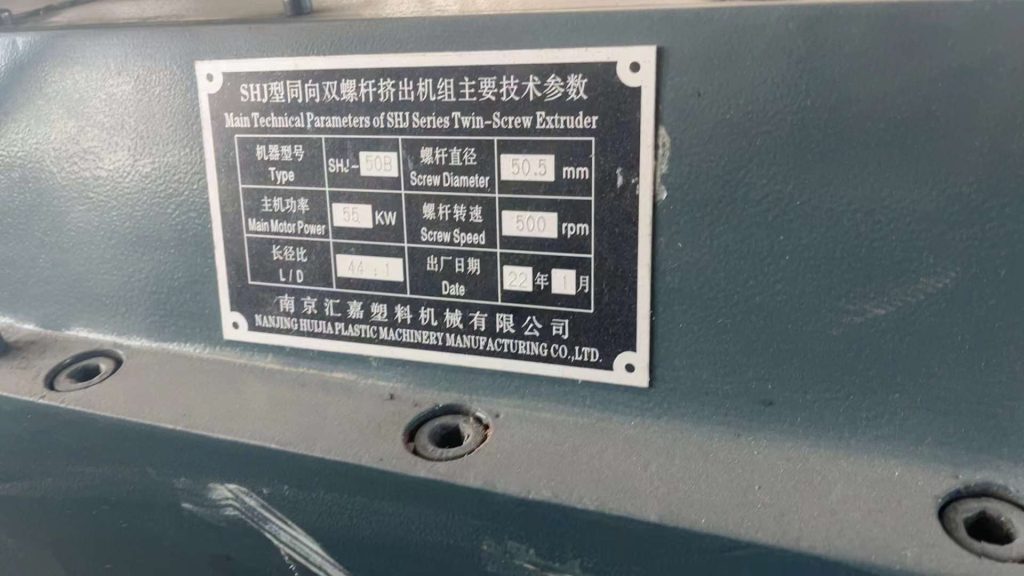 SHJ型同向双螺杆挤出机组主要技术参数
Main Technical Parameters of SHJ Series Twin-Screw Extruder
机器型号 SHJ- 50B 螺杆直径 50.5 mm
Type Screw Diameter
主机功率 55 KW 螺杆转速 500 rpm
Main Motor Power Screw Speed
长径比 44:1 出厂日期 22 年 1 月
L/D Date
南京汇嘉塑料机械有限公司
NANJING HUIJIA PLASTIC MACHINERY MANUFACTURING CO.,LTD.